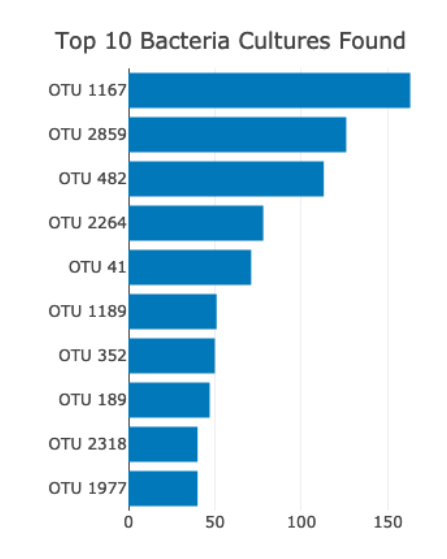 Top 10 Bacteria Cultures Found
OTU 1167
OTU 2859
OTU 482
OTU 2264
OTU 41
OTU 1189
OTU 352
OTU 189
OTU 2318
OTU 1977
0 50 100 150